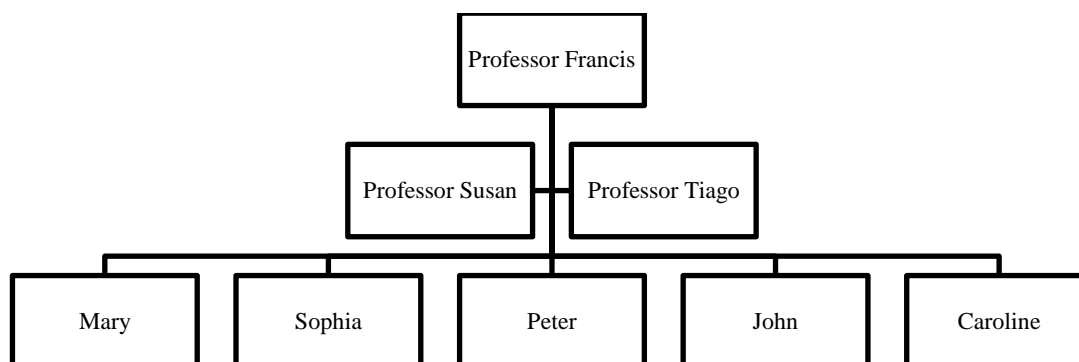 Professor Francis
Professor Susan
Professor Tiago
Mary
Sophia
Peter
John
Caroline